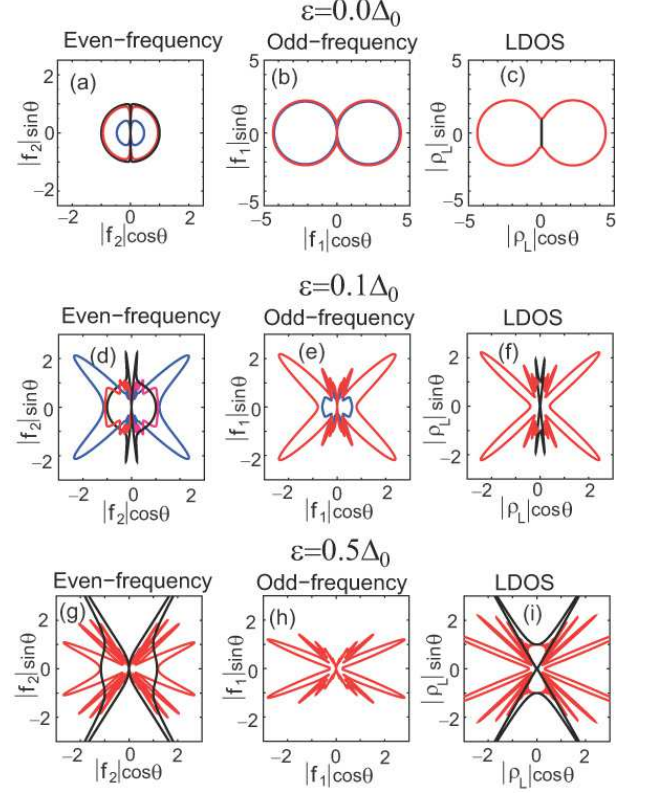 ε=0.0Δ₀
Even−frequency Odd−frequency LDOS
(a) (b) (c)
|f₂|sinθ |f₁|sinθ |ρL|sinθ
2 0 −2
5 0 −5
5 0 −5
−2 0 2 −5 0 5 −5 0 5
|f₂|cosθ |f₁|cosθ |ρL|cosθ
ε=0.1Δ₀
Even−frequency Odd−frequency LDOS
(d) (e) (f)
|f₂|sinθ |f₁|sinθ |ρL|sinθ
2 0 −2
2 0 −2
2 0 −2
−2 0 2 −2 0 2 −2 0 2
|f₂|cosθ |f₁|cosθ |ρL|cosθ
ε=0.5Δ₀
Even−frequency Odd−frequency LDOS
(g) (h) (i)
|f₂|sinθ |f₁|sinθ |ρL|sinθ
2 0 −2
2 0 −2
2 0 −2
−2 0 2 −2 0 2 −2 0 2
|f₂|cosθ |f₁|cosθ |ρL|cosθ